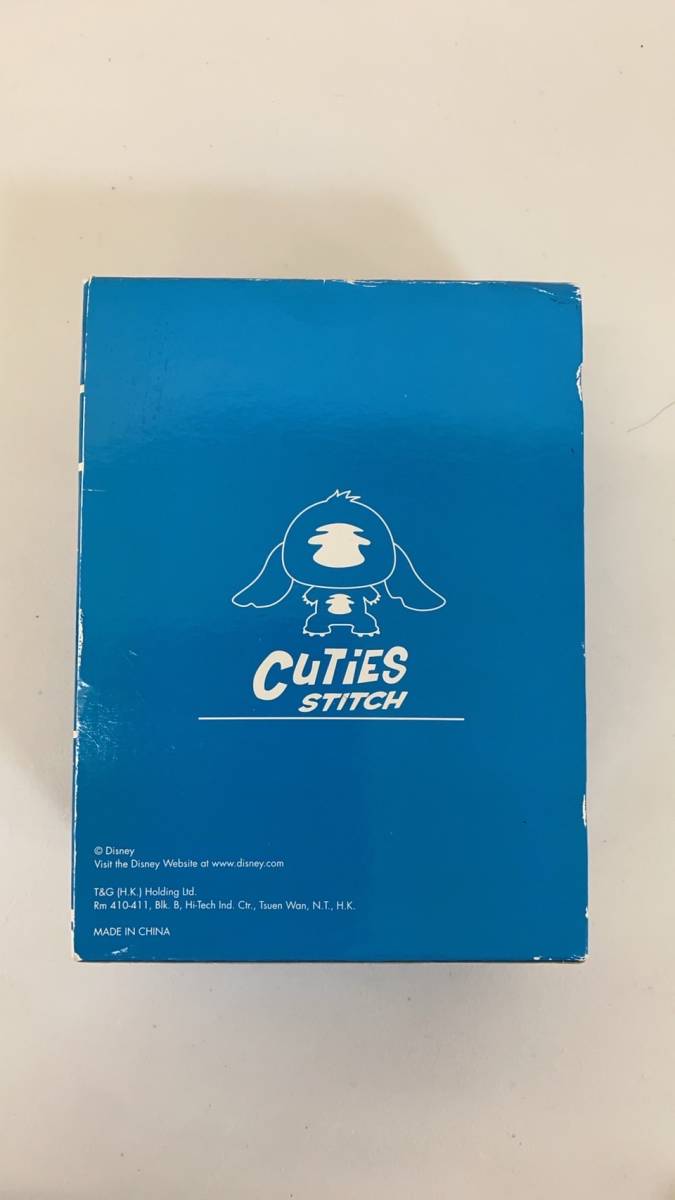 CUTiES
STITCH
© Disney
Visit the Disney Website at www.disney.com
T&G (H.K.) Holding Ltd.
Rm 410-411, Blk. B, Hi-Tech Ind. Ctr., Tsuen Wan, N.T., H.K.
MADE IN CHINA